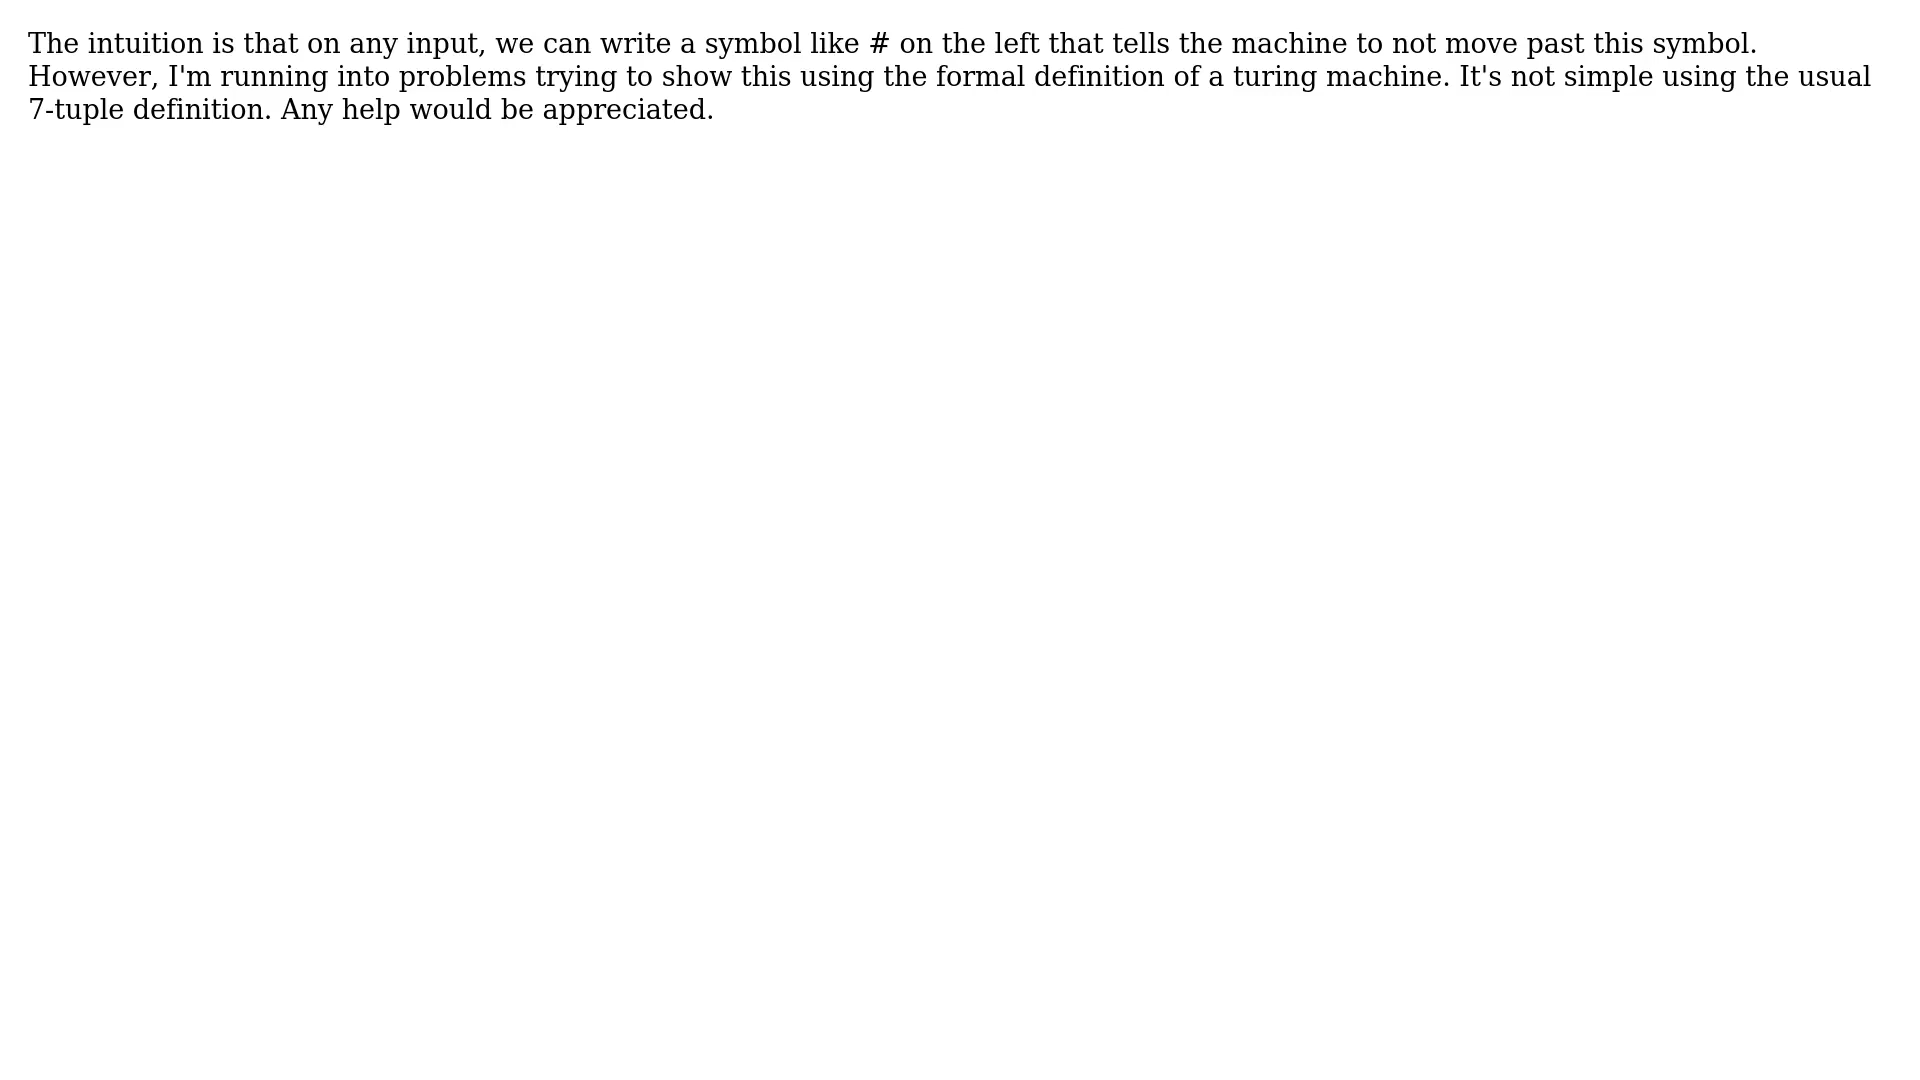 The intuition is that on any input, we can write a symbol like # on the left that tells the machine to not move past this symbol.
However, I'm running into problems trying to show this using the formal definition of a turing machine. It's not simple using the usual
7-tuple definition. Any help would be appreciated.